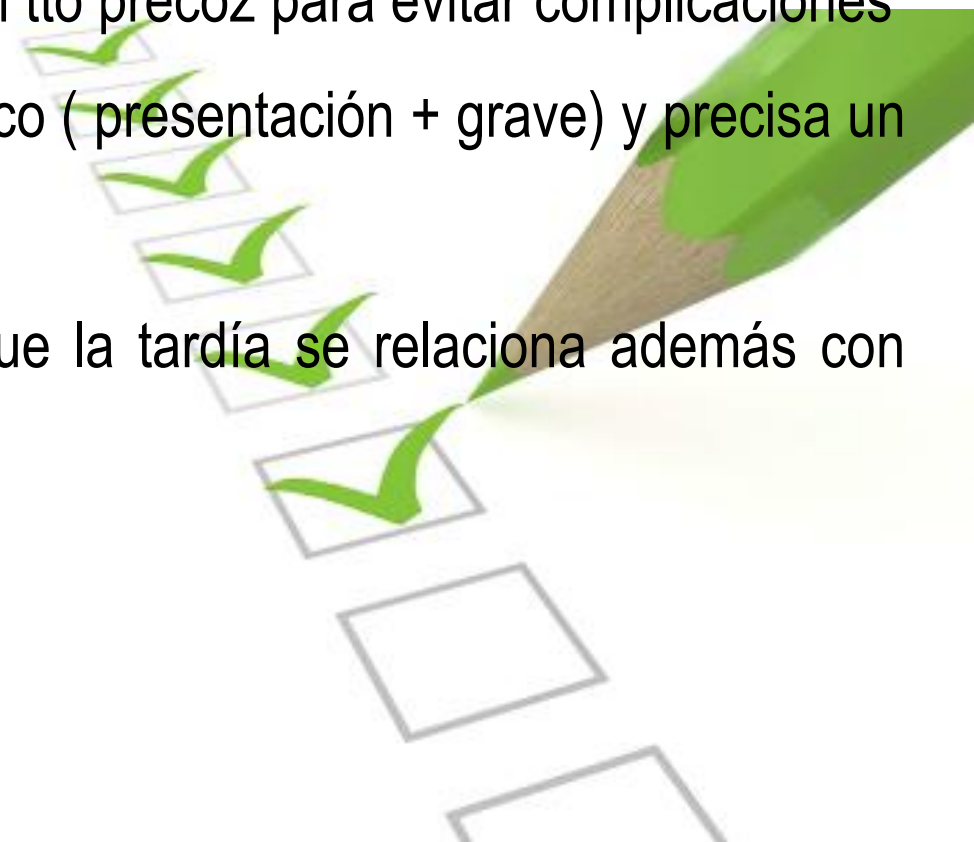 tto precoz para evitar complicaciones
co ( presentación + grave) y precisa un
ue la tardía se relaciona además con